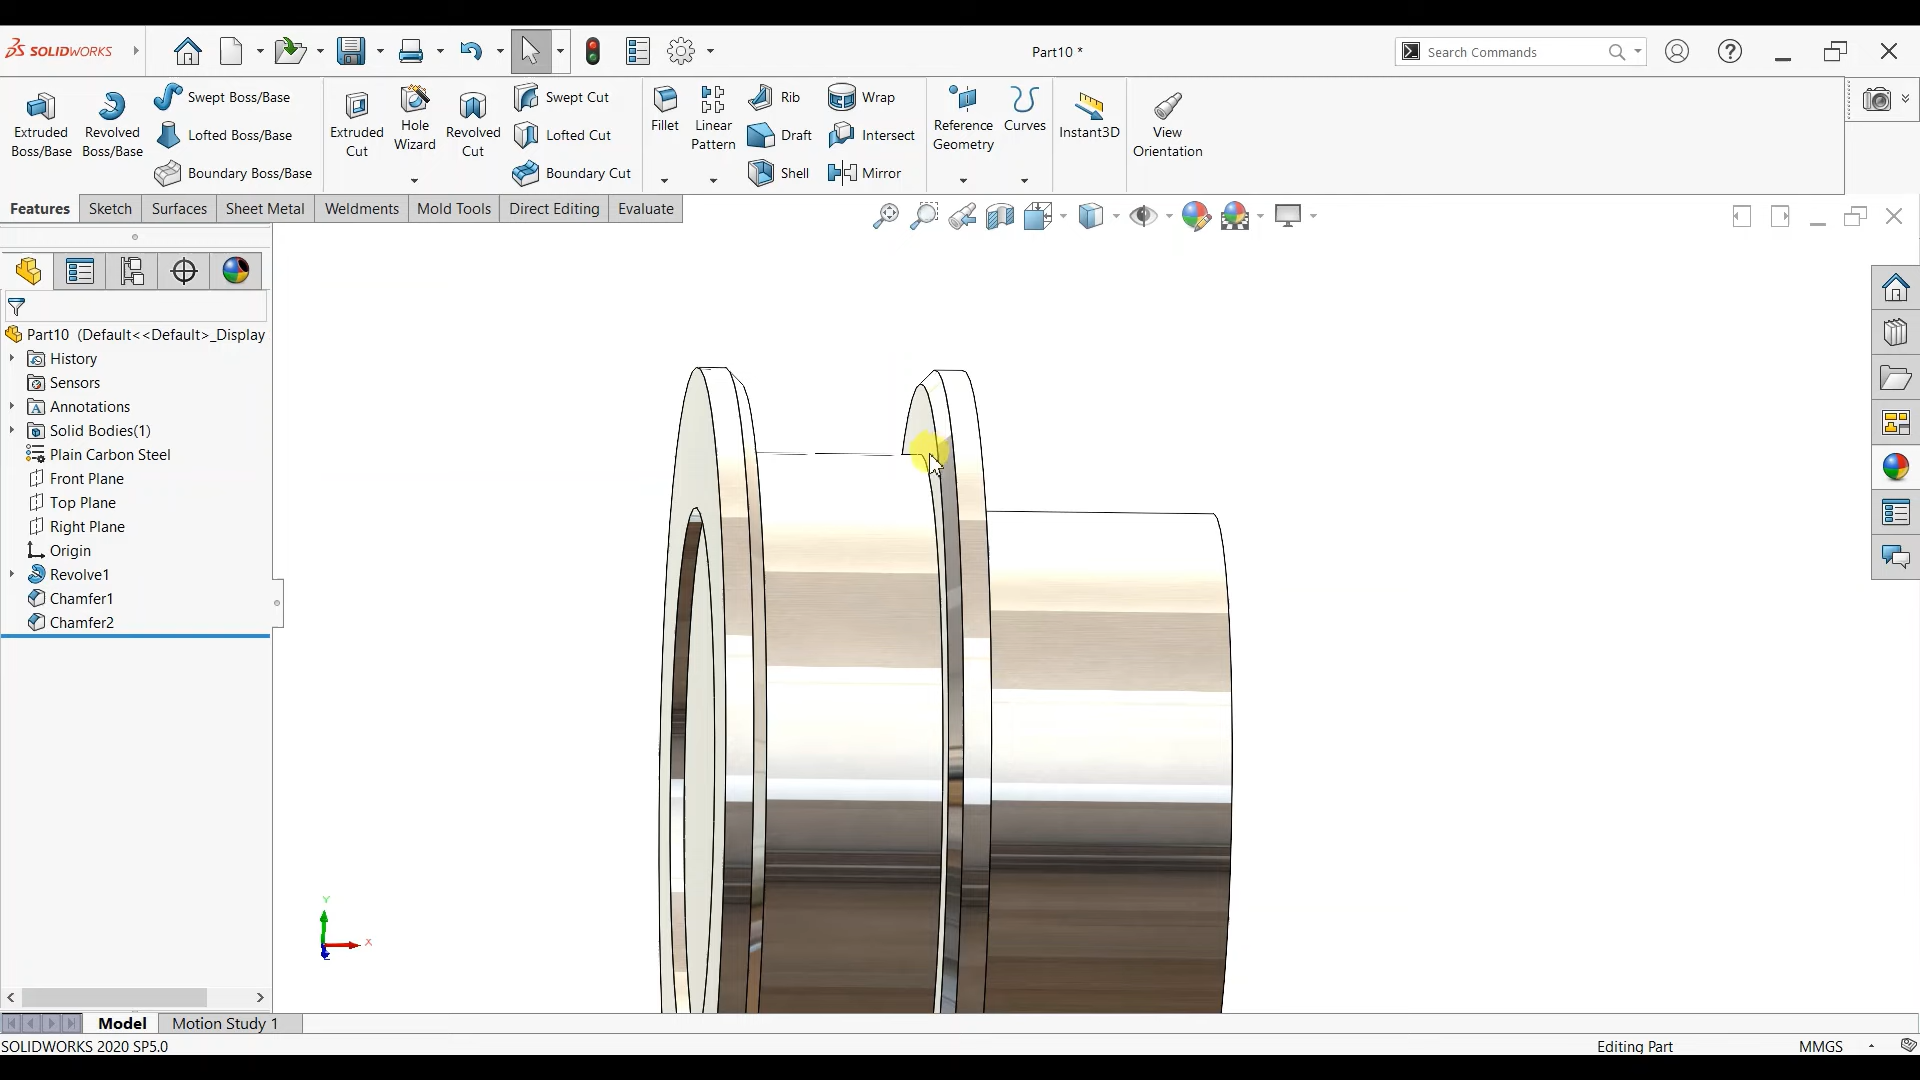 SOLIDWORKS
Part10 *
Search Commands
Extruded Boss/Base
Revolved Boss/Base
Swept Boss/Base
Lofted Boss/Base
Boundary Boss/Base
Extruded Cut
Hole Wizard
Revolved Cut
Swept Cut
Lofted Cut
Boundary Cut
Fillet
Linear Pattern
Rib
Draft
Shell
Wrap
Intersect
Mirror
Reference Geometry
Curves
Instant3D
View Orientation
Features
Sketch
Surfaces
Sheet Metal
Weldments
Mold Tools
Direct Editing
Evaluate
Part10 (Default<<Default>_Display
History
Sensors
Annotations
Solid Bodies(1)
Plain Carbon Steel
Front Plane
Top Plane
Right Plane
Origin
Revolve1
Chamfer1
Chamfer2
Y
X
Model
Motion Study 1
SOLIDWORKS 2020 SP5.0
Editing Part
MMGS